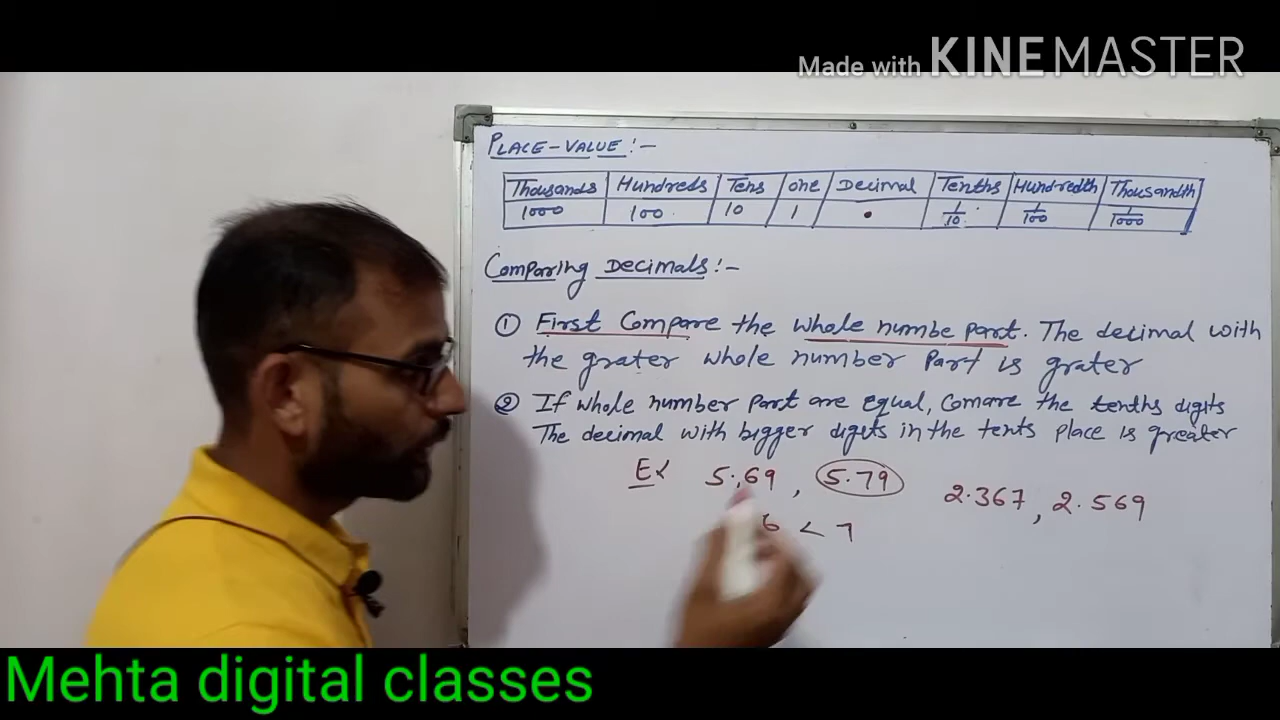 Made with KINEMASTER
PLACE-VALUE:-
Thousands Hundreds Tens one Decimal Tenths Hundredth Thousandth
1000 100 10 1 . 1/10 1/100 1/1000
Comparing Decimals:-
① First Compare the whole numbe part. The decimal with
the grater whole number Part is grater
② If whole number part are equal, Comare the tenths digits
The decimal with bigger digits in the tents place is greater
Ex 5.69 , 5.79 2.367, 2.569
6 < 7
Mehta digital classes